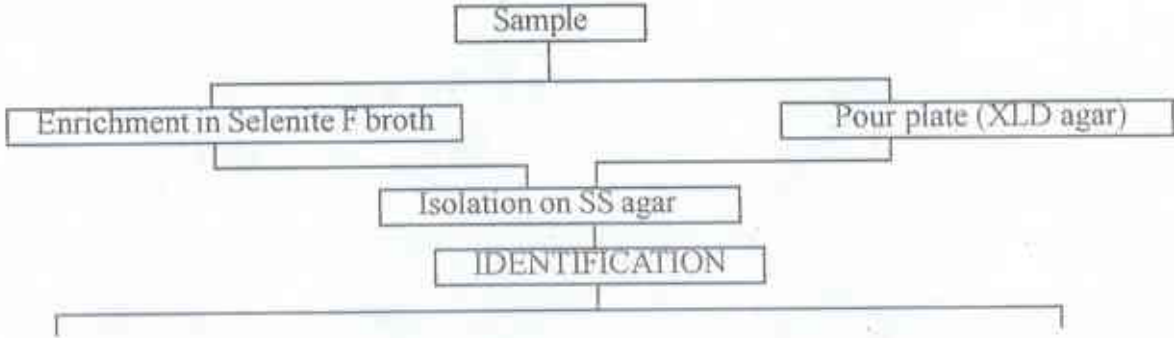 Sample
Enrichment in Selenite F broth
Pour plate (XLD agar)
Isolation on SS agar
IDENTIFICATION